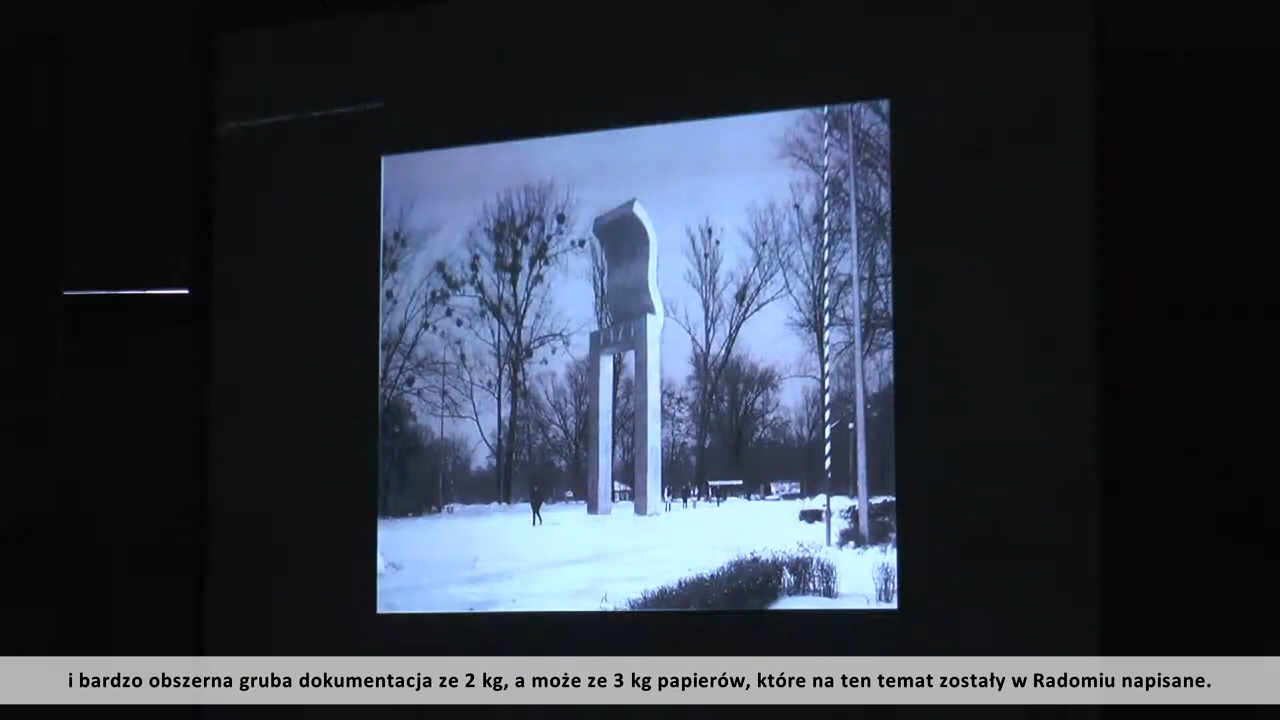 i bardzo obszerna gruba dokumentacja ze 2 kg, a może ze 3 kg papierów, które na ten temat zostały w Radomiu napisane.